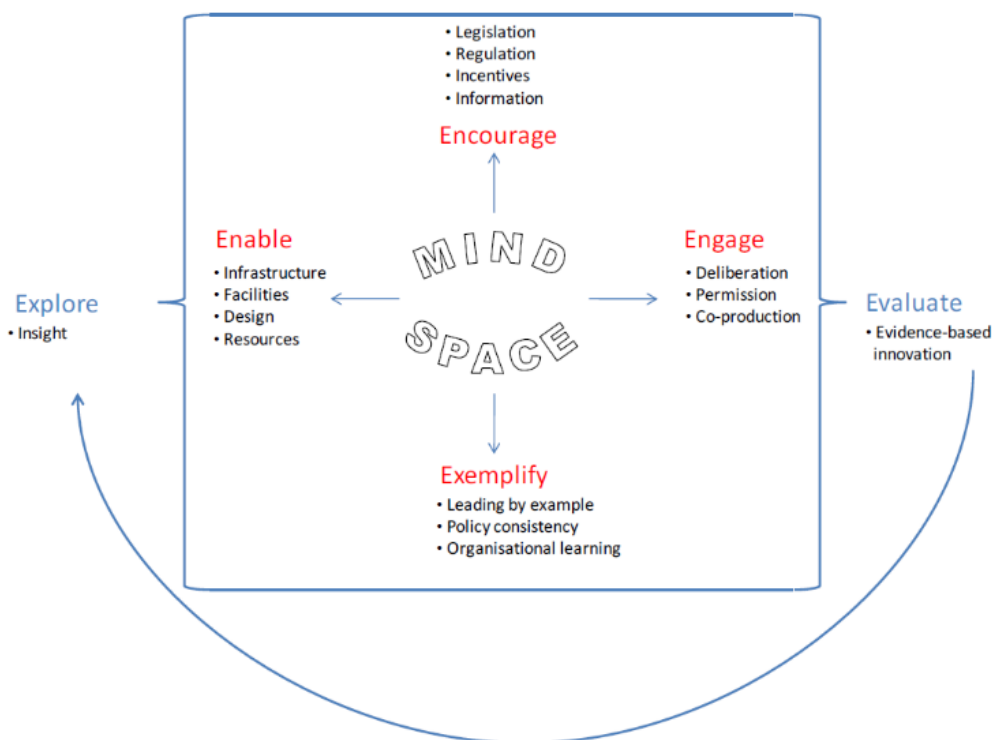 • Legislation
• Regulation
• Incentives
• Information
Encourage
Enable
• Infrastructure
• Facilities
• Design
• Resources
MIND
SPACE
Engage
• Deliberation
• Permission
• Co-production
Explore
• Insight
Evaluate
• Evidence-based
innovation
Exemplify
• Leading by example
• Policy consistency
• Organisational learning